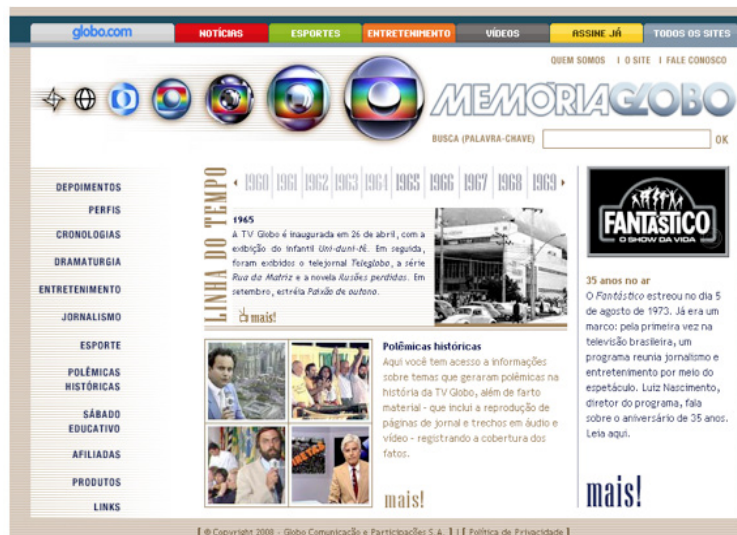 globo.com NOTÍCIAS ESPORTES ENTRETENIMENTO VÍDEOS ASSINE JÁ TODOS OS SITES
QUEM SOMOS | O SITE | FALE CONOSCO
MEMÓRIAGLOBO
BUSCA (PALAVRA-CHAVE) OK
DEPOIMENTOS
PERFIS
CRONOLOGIAS
DRAMATURGIA
ENTRETENIMENTO
JORNALISMO
ESPORTE
POLÊMICAS
HISTÓRICAS
SÁBADO
EDUCATIVO
AFILIADAS
PRODUTOS
LINKS
LINHA DO TEMPO
1960 1961 1962 1963 1964 1965 1966 1967 1968 1969
1965
A TV Globo é inaugurada em 26 de abril, com a
exibição do infantil Uni-duni-tê. Em seguida,
foram exibidos o telejornal Teleglobo, a série
Rua da Matriz e a novela Ilusões perdidas. Em
setembro, estréia Paixão de outono.
mais!
Polêmicas históricas
Aqui você tem acesso a informações
sobre temas que geraram polêmicas na
história da TV Globo, além de farto
material - que inclui a reprodução de
páginas de jornal e trechos em áudio e
vídeo - registrando a cobertura dos
fatos.
mais!
FANTÁSTICO
O SHOW DA VIDA
35 anos no ar
O Fantástico estreou no dia 5
de agosto de 1973. Já era um
marco: pela primeira vez na
televisão brasileira, um
programa reunia jornalismo e
entretenimento por meio do
espetáculo. Luiz Nascimento,
diretor do programa, fala
sobre o aniversário de 35 anos.
Leia aqui.
mais!
[ © Copyright 2008 - Globo Comunicação e Participações S.A. ] | [ Política de Privacidade ]